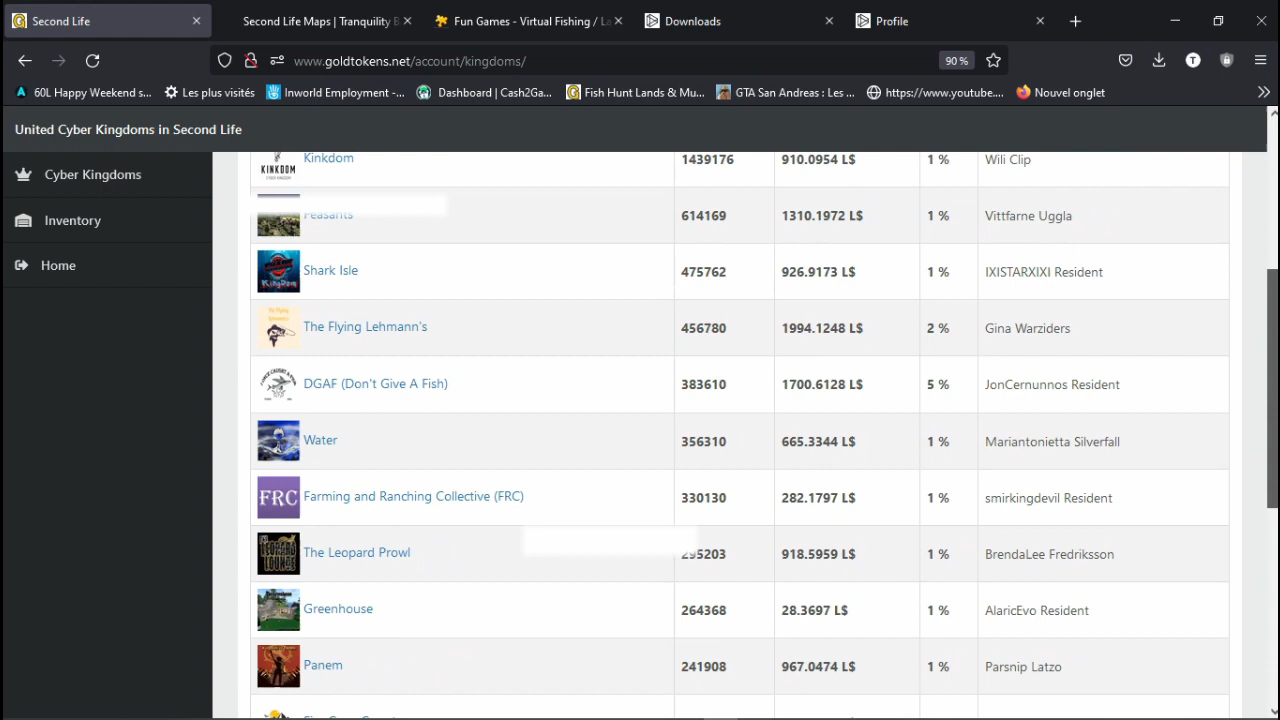 Second Life
Second Life Maps | Tranquility B
Fun Games - Virtual Fishing / La
Downloads
Profile
www.goldtokens.net/account/kingdoms/
90 %
T
60L Happy Weekend s...
Les plus visités
Inworld Employment -...
Dashboard | Cash2Ga...
Fish Hunt Lands & Mu...
GTA San Andreas : Les ...
https://www.youtube....
Nouvel onglet
United Cyber Kingdoms in Second Life
Cyber Kingdoms
Inventory
Home
KINKDOM
Kinkdom 1439176 910.0954 L$ 1 % Wili Clip
Peasants 614169 1310.1972 L$ 1 % Vittfarne Uggla
Shark Isle 475762 926.9173 L$ 1 % IXISTARXIXI Resident
The Flying Lehmann's 456780 1994.1248 L$ 2 % Gina Warziders
DGAF (Don't Give A Fish) 383610 1700.6128 L$ 5 % JonCernunnos Resident
Water 356310 665.3344 L$ 1 % Mariantonietta Silverfall
FRC
Farming and Ranching Collective (FRC) 330130 282.1797 L$ 1 % smirkingdevil Resident
The Leopard Prowl 295203 918.5959 L$ 1 % BrendaLee Fredriksson
Greenhouse 264368 28.3697 L$ 1 % AlaricEvo Resident
Panem 241908 967.0474 L$ 1 % Parsnip Latzo